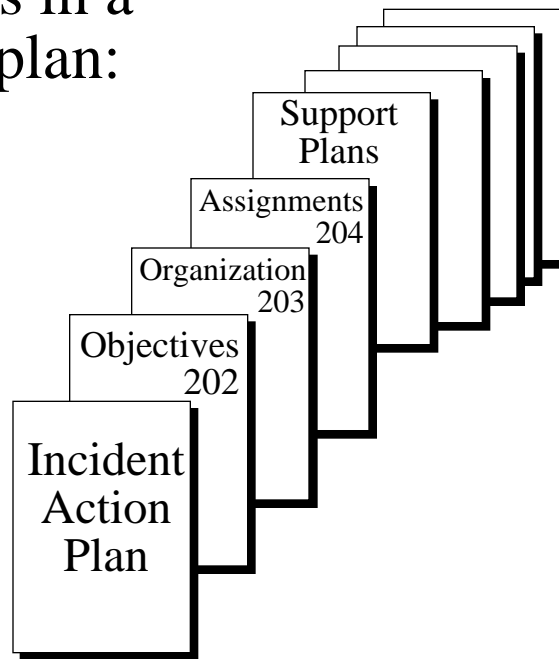 s in a
plan:
Support
Plans
Assignments
204
Organization
203
Objectives
202
Incident
Action
Plan